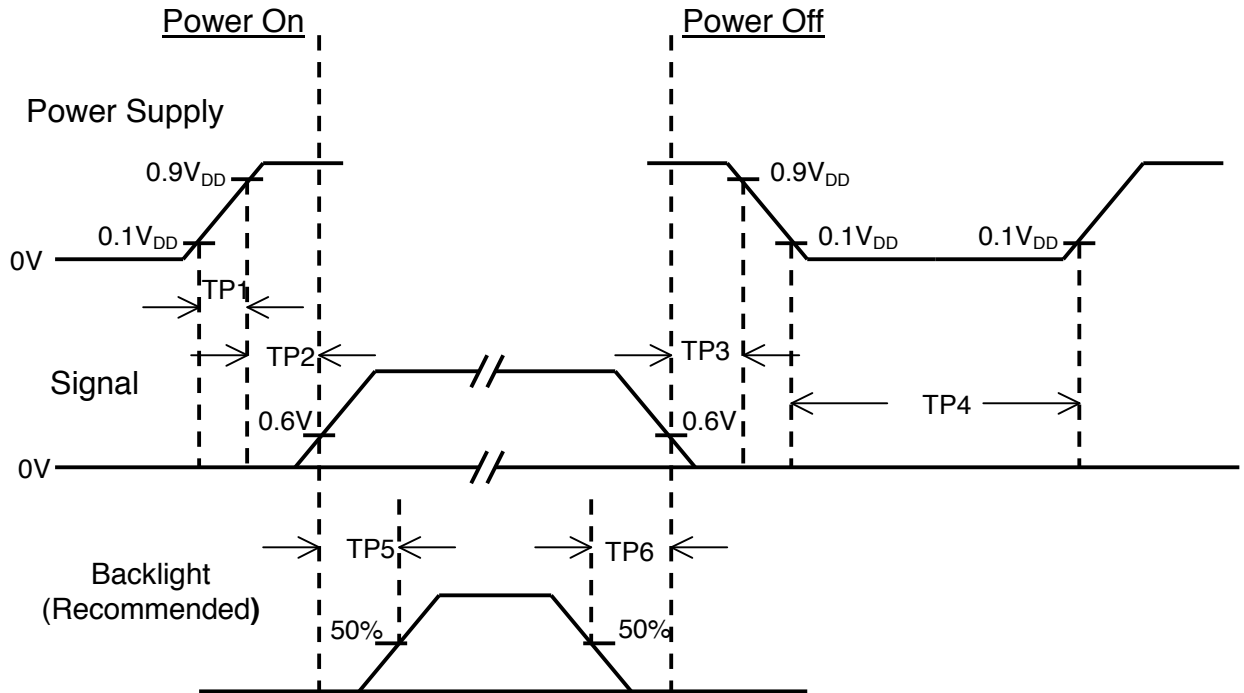 Power On
Power Off
Power Supply
0.9VDD
0.9VDD
0.1VDD
0.1VDD
0.1VDD
0V
TP1
TP2
TP3
TP4
Signal
0.6V
0.6V
0V
TP5
TP6
Backlight
(Recommended)
50%
50%